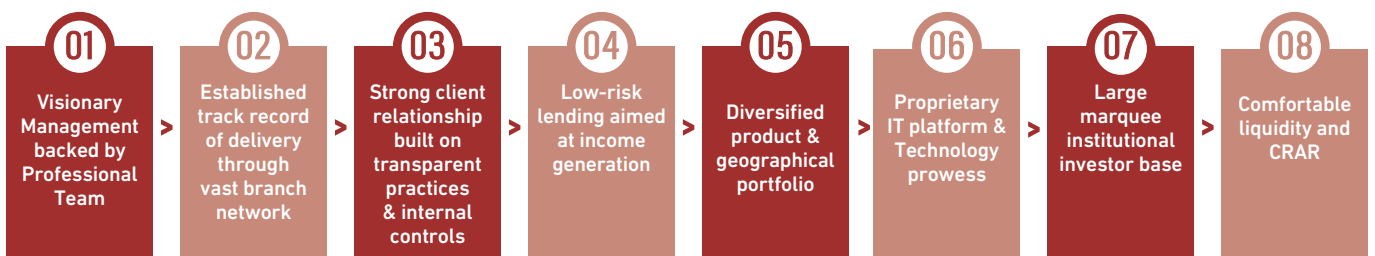 01
Visionary
Management
backed by
Professional
Team
>
02
Established
track record
of delivery
through
vast branch
network
>
03
Strong client
relationship
built on
transparent
practices
& internal
controls
>
04
Low-risk
lending aimed
at income
generation
>
05
Diversified
product &
geographical
portfolio
>
06
Proprietary
IT platform &
Technology
prowess
>
07
Large
marquee
institutional
investor base
>
08
Comfortable
liquidity and
CRAR